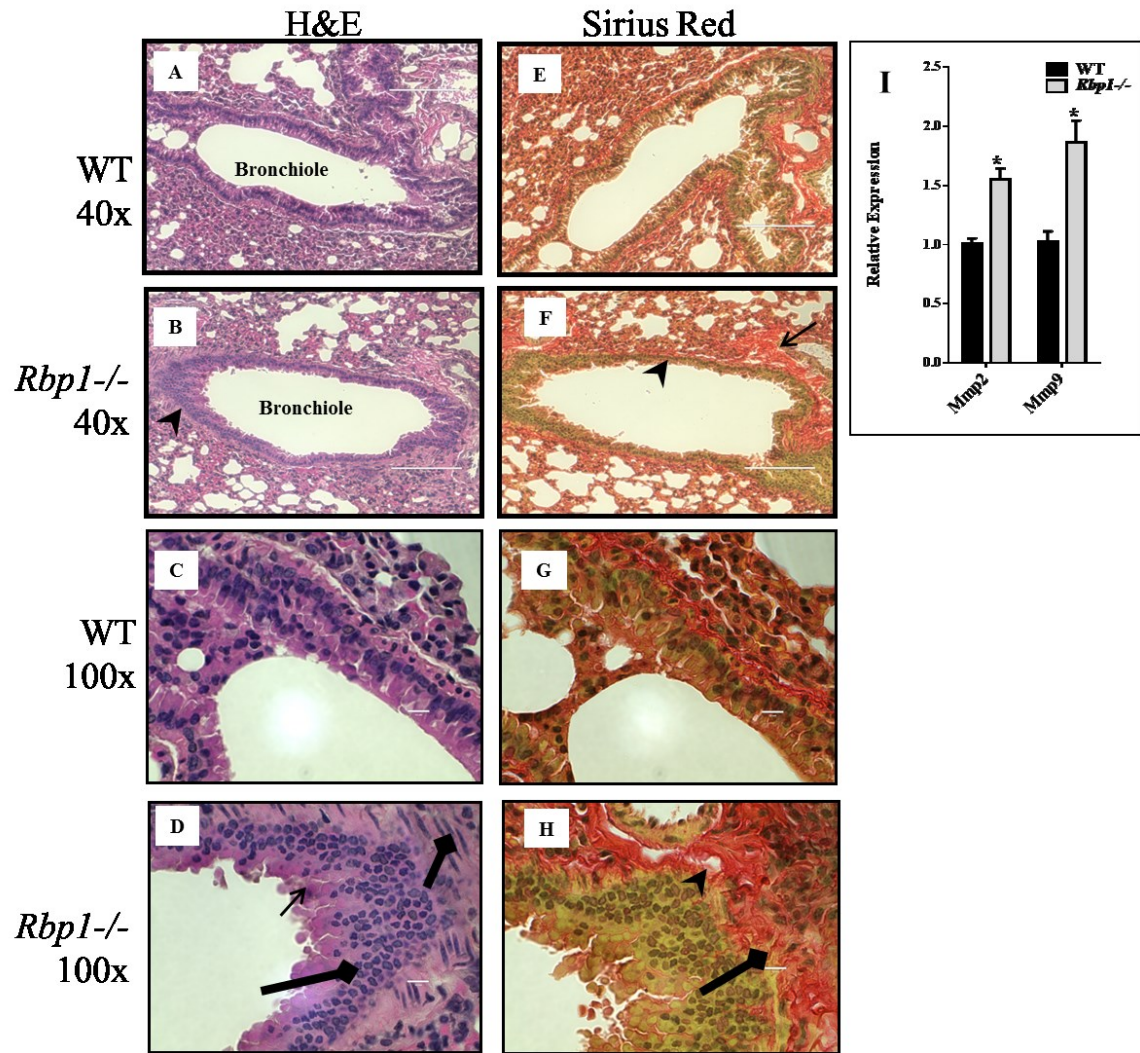 H&E
Sirius Red
WT
40x
A
Bronchiole
E
Rbp1-/-
40x
B
Bronchiole
F
WT
100x
C
G
Rbp1-/-
100x
D
H
I
WT
Rbp1-/-
Relative Expression
2.5
2.0
1.5
1.0
0.5
0.0
*
*
Mmp2
Mmp9